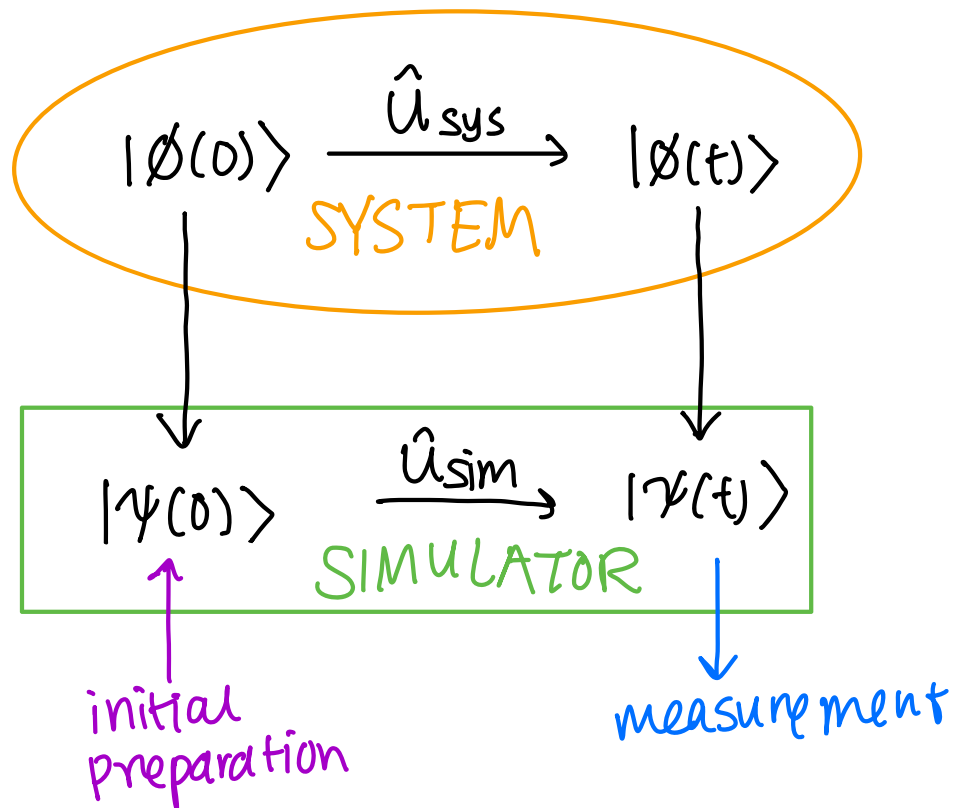 |ϕ(0)⟩ Û sys |ϕ(t)⟩
SYSTEM
|ψ(0)⟩ Û sim |ψ(t)⟩
SIMULATOR
initial
preparation
measurement